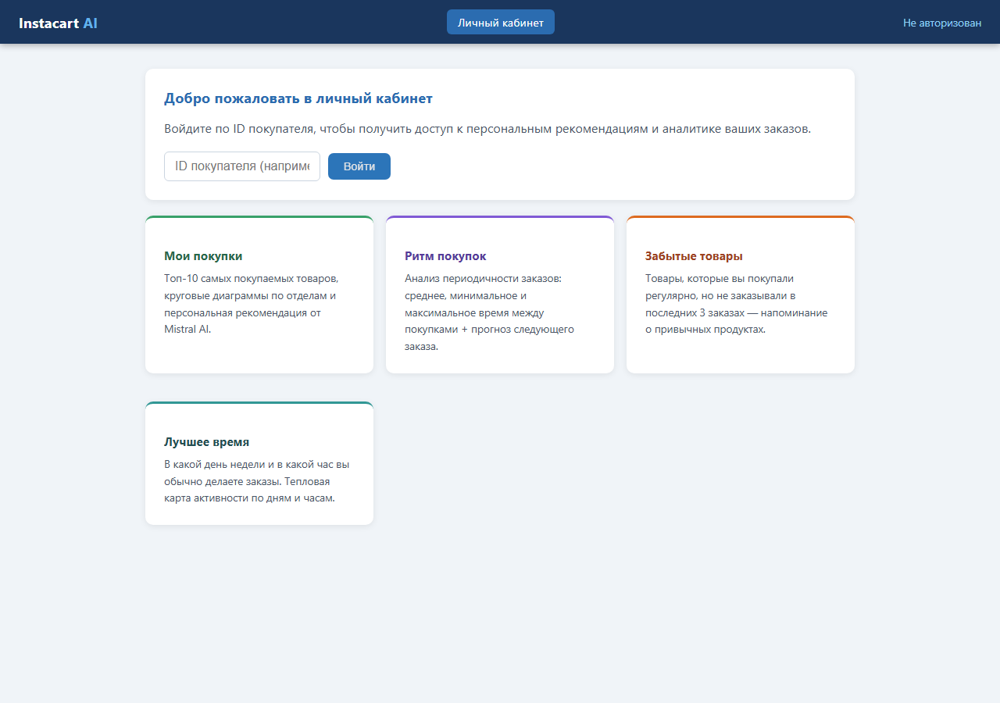 Instacart AI
Личный кабинет
Не авторизован
Добро пожаловать в личный кабинет
Войдите по ID покупателя, чтобы получить доступ к персональным рекомендациям и аналитике ваших заказов.
ID покупателя (наприме
Войти
Мои покупки
Топ-10 самых покупаемых товаров,
круговые диаграммы по отделам и
персональная рекомендация от
Mistral AI.
Ритм покупок
Анализ периодичности заказов:
среднее, минимальное и
максимальное время между
покупками + прогноз следующего
заказа.
Забытые товары
Товары, которые вы покупали
регулярно, но не заказывали в
последних 3 заказах — напоминание
о привычных продуктах.
Лучшее время
В какой день недели и в какой час вы
обычно делаете заказы. Тепловая
карта активности по дням и часам.